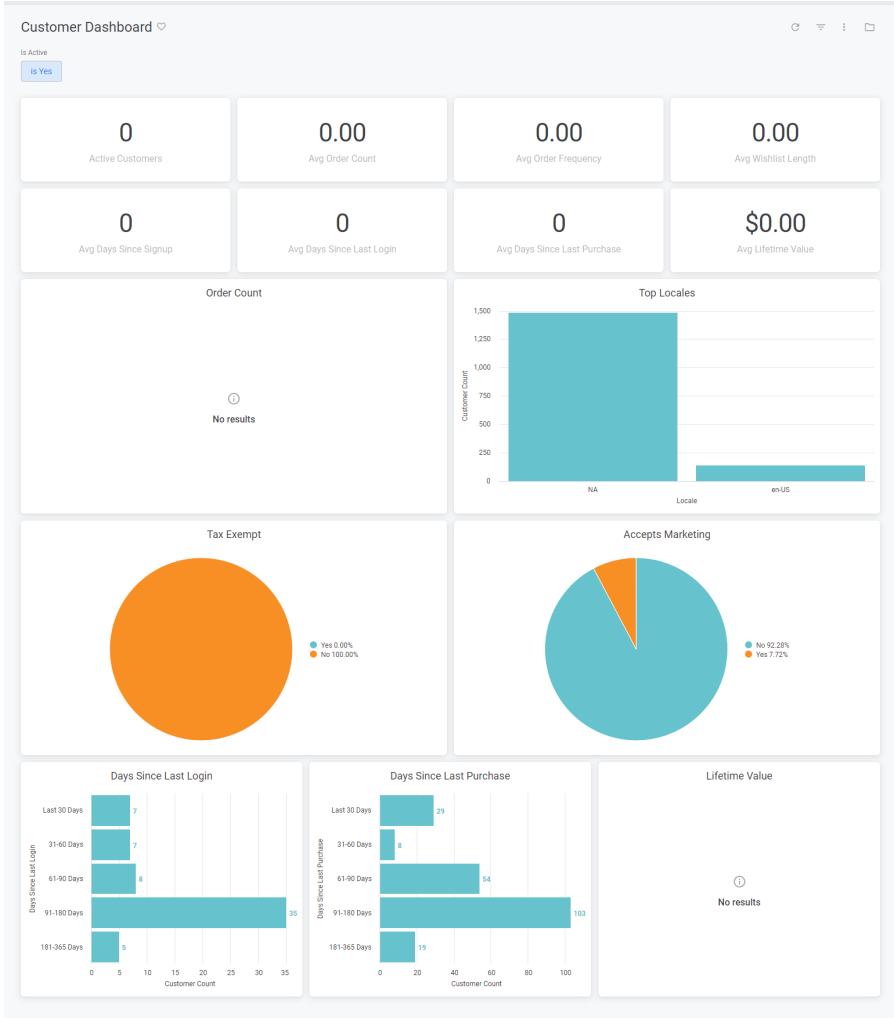 Customer Dashboard
Is Active
is Yes
0
Active Customers
0.00
Avg Order Count
0.00
Avg Order Frequency
0.00
Avg Wishlist Length
0
Avg Days Since Signup
0
Avg Days Since Last Login
0
Avg Days Since Last Purchase
$0.00
Avg Lifetime Value
Order Count
No results
Top Locales
Customer Count
1,500
1,250
1,000
750
500
250
0
NA
en-US
Locale
Tax Exempt
Yes 0.00%
No 100.00%
Accepts Marketing
No 92.28%
Yes 7.72%
Days Since Last Login
Days Since Last Login
Last 30 Days
7
31-60 Days
7
61-90 Days
8
91-180 Days
35
181-365 Days
5
0 5 10 15 20 25 30 35
Customer Count
Days Since Last Purchase
Days Since Last Purchase
Last 30 Days
29
31-60 Days
8
61-90 Days
54
91-180 Days
103
181-365 Days
19
0 20 40 60 80 100
Customer Count
Lifetime Value
No results